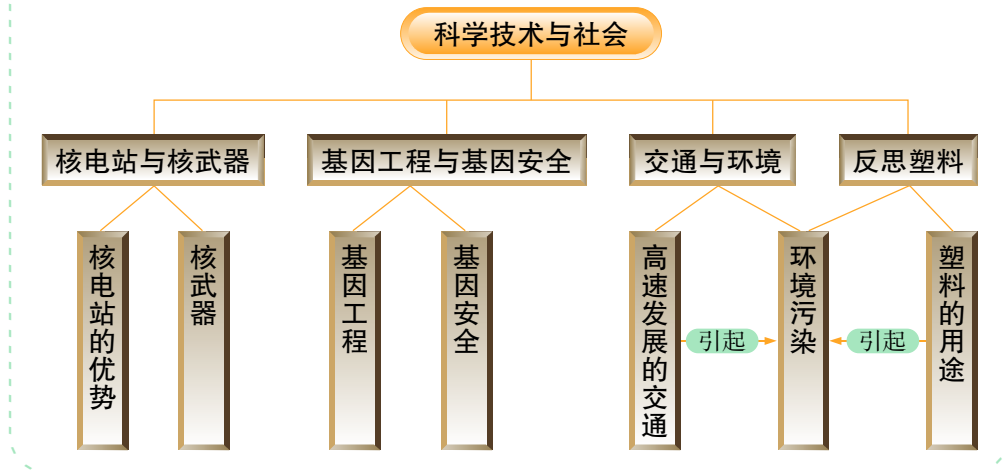 科学技术与社会
核电站与核武器
基因工程与基因安全
交通与环境
反思塑料
核电站的优势
核武器
基因工程
基因安全
高速发展的交通
引起
环境污染
引起
塑料的用途